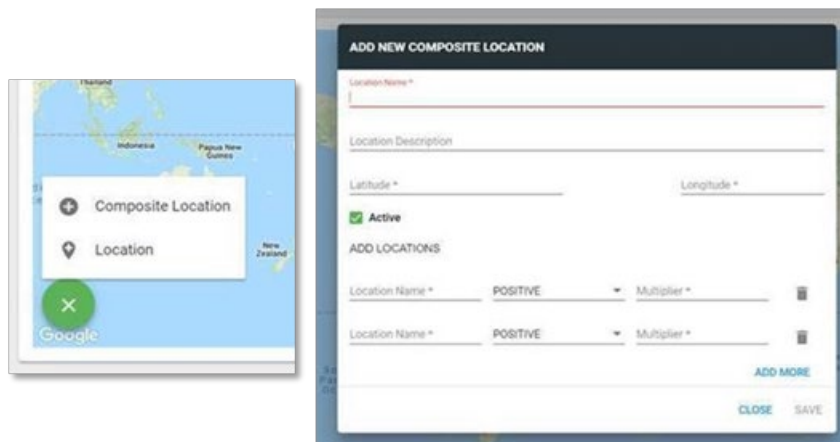 Thailand
Indonesia
Papua New
Guinea
Composite Location
Location
New
Zealand
Google
ADD NEW COMPOSITE LOCATION
Location Name *
Location Description
Latitude * Longitude *
Active
ADD LOCATIONS
Location Name * POSITIVE Multiplier *
Location Name * POSITIVE Multiplier *
ADD MORE
CLOSE SAVE